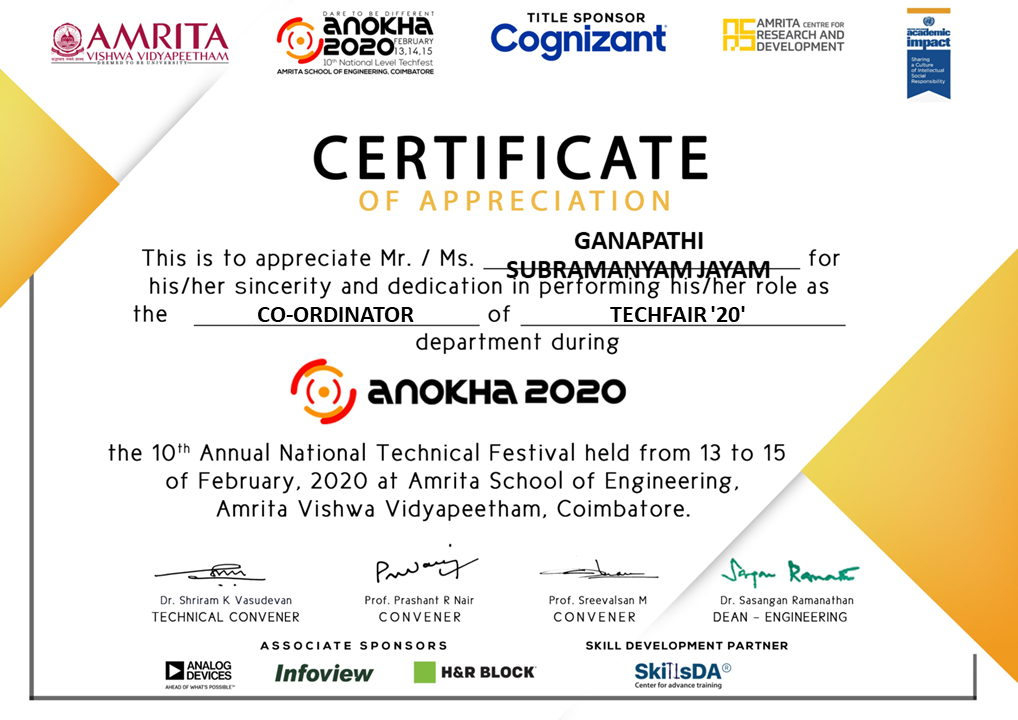 AMRITA
VISHWA VIDYAPEETHAM
DEEMED TO BE UNIVERSITY
DARE TO BE DIFFERENT
ANOKHA
2020 FEBRUARY
13,14,15
10th National Level Techfest
AMRITA SCHOOL OF ENGINEERING, COIMBATORE
TITLE SPONSOR
Cognizant
AMRITA CENTRE FOR
RESEARCH AND
DEVELOPMENT
academic
impact
Sharing
a Culture
of Intellectual
Social
Responsibility
CERTIFICATE
OF APPRECIATION
This is to appreciate Mr. / Ms. GANAPATHI SUBRAMANYAM JAYAM for
his/her sincerity and dedication in performing his/her role as
the CO-ORDINATOR of TECHFAIR '20'
department during
ANOKHA 2020
the 10th Annual National Technical Festival held from 13 to 15
of February, 2020 at Amrita School of Engineering,
Amrita Vishwa Vidyapeetham, Coimbatore.
Dr. Shriram K Vasudevan
TECHNICAL CONVENER
Prof. Prashant R Nair
CONVENER
Prof. Sreevalsan M
CONVENER
Sasangan Ramanath
Dr. Sasangan Ramanathan
DEAN – ENGINEERING
ASSOCIATE SPONSORS
ANALOG
DEVICES
AHEAD OF WHAT'S POSSIBLE™
Infoview
H&R BLOCK
SKILL DEVELOPMENT PARTNER
SkillsDA®
Center for advance training